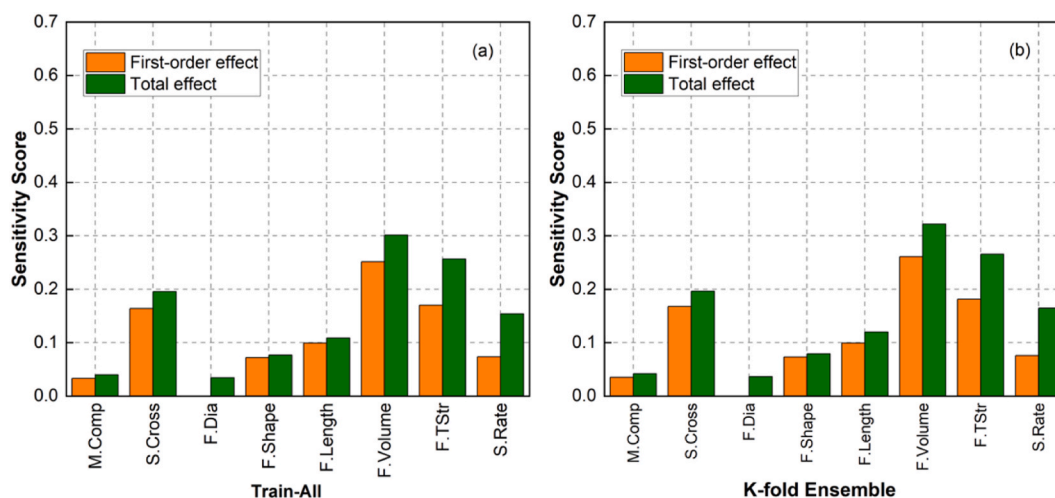 0.7
0.6
0.5
0.4
0.3
0.2
0.1
0.0
Sensitivity Score
First-order effect
Total effect
(a)
M.Comp
S.Cross
F.Dia
F.Shape
F.Length
F.Volume
F.TStr
S.Rate
Train-All
0.7
0.6
0.5
0.4
0.3
0.2
0.1
0.0
Sensitivity Score
First-order effect
Total effect
(b)
M.Comp
S.Cross
F.Dia
F.Shape
F.Length
F.Volume
F.TStr
S.Rate
K-fold Ensemble